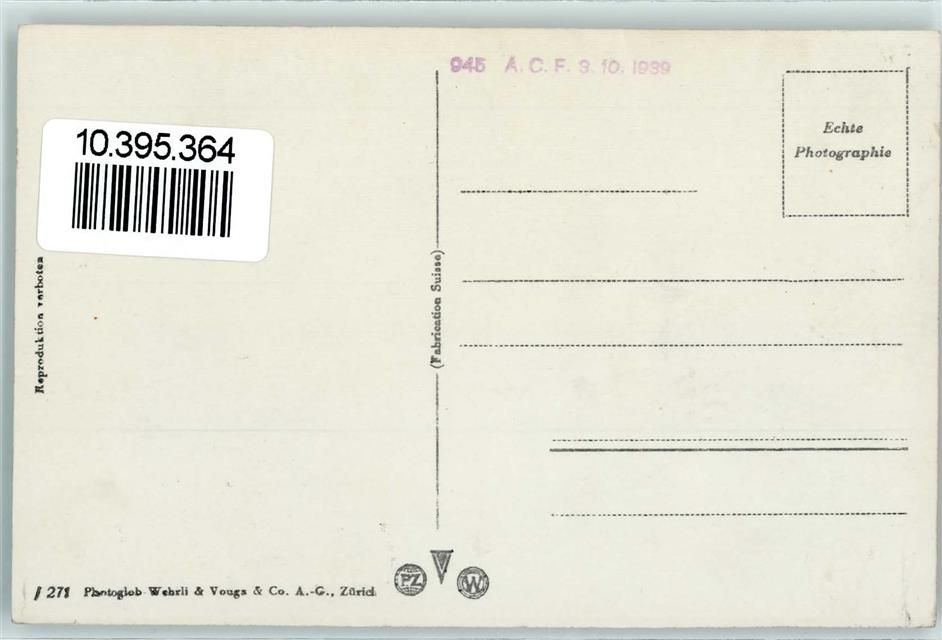 945 A. C. F. 3. 10. 1939
10.395.364
Echte
Photographie
Reproduktion verboten
(Fabrication Suisse)
PZ
W
271 Photoglob-Wehrli & Vouga & Co. A.-G., Zürich